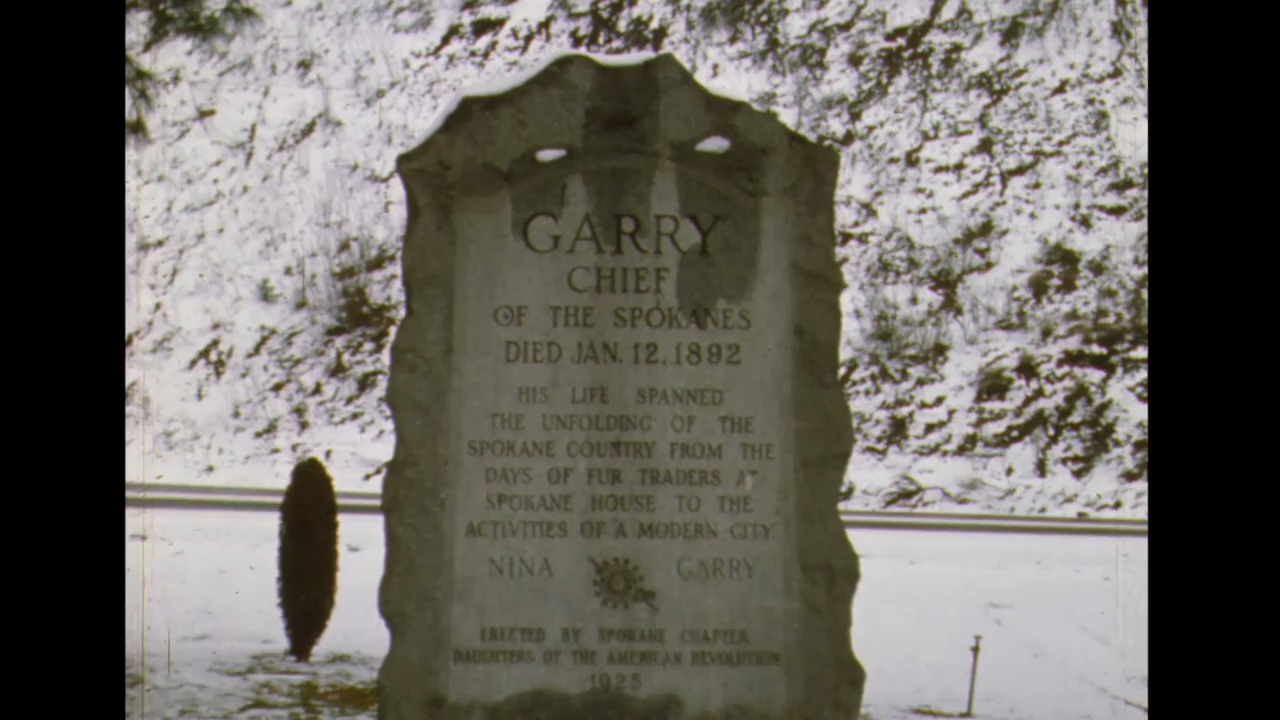 GARRY
CHIEF
OF THE SPOKANES
DIED JAN. 12. 1892
HIS LIFE SPANNED
THE UNFOLDING OF THE
SPOKANE COUNTRY FROM THE
DAYS OF FUR TRADERS AT
SPOKANE HOUSE TO THE
ACTIVITIES OF A MODERN CITY.
NINA GARRY
ERECTED BY SPOKANE CHAPTER
DAUGHTERS OF THE AMERICAN REVOLUTION
1925